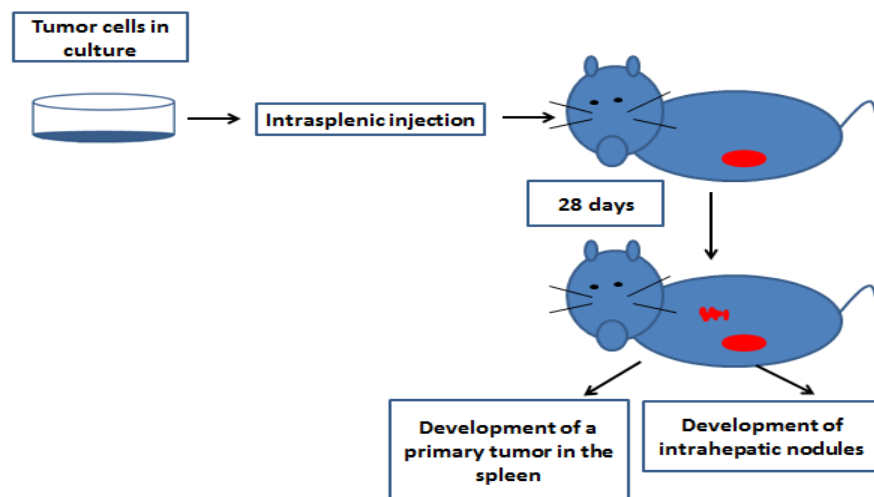 Tumor cells in
culture
Intrasplenic injection
28 days
Development of a
primary tumor in the
spleen
Development of
intrahepatic nodules